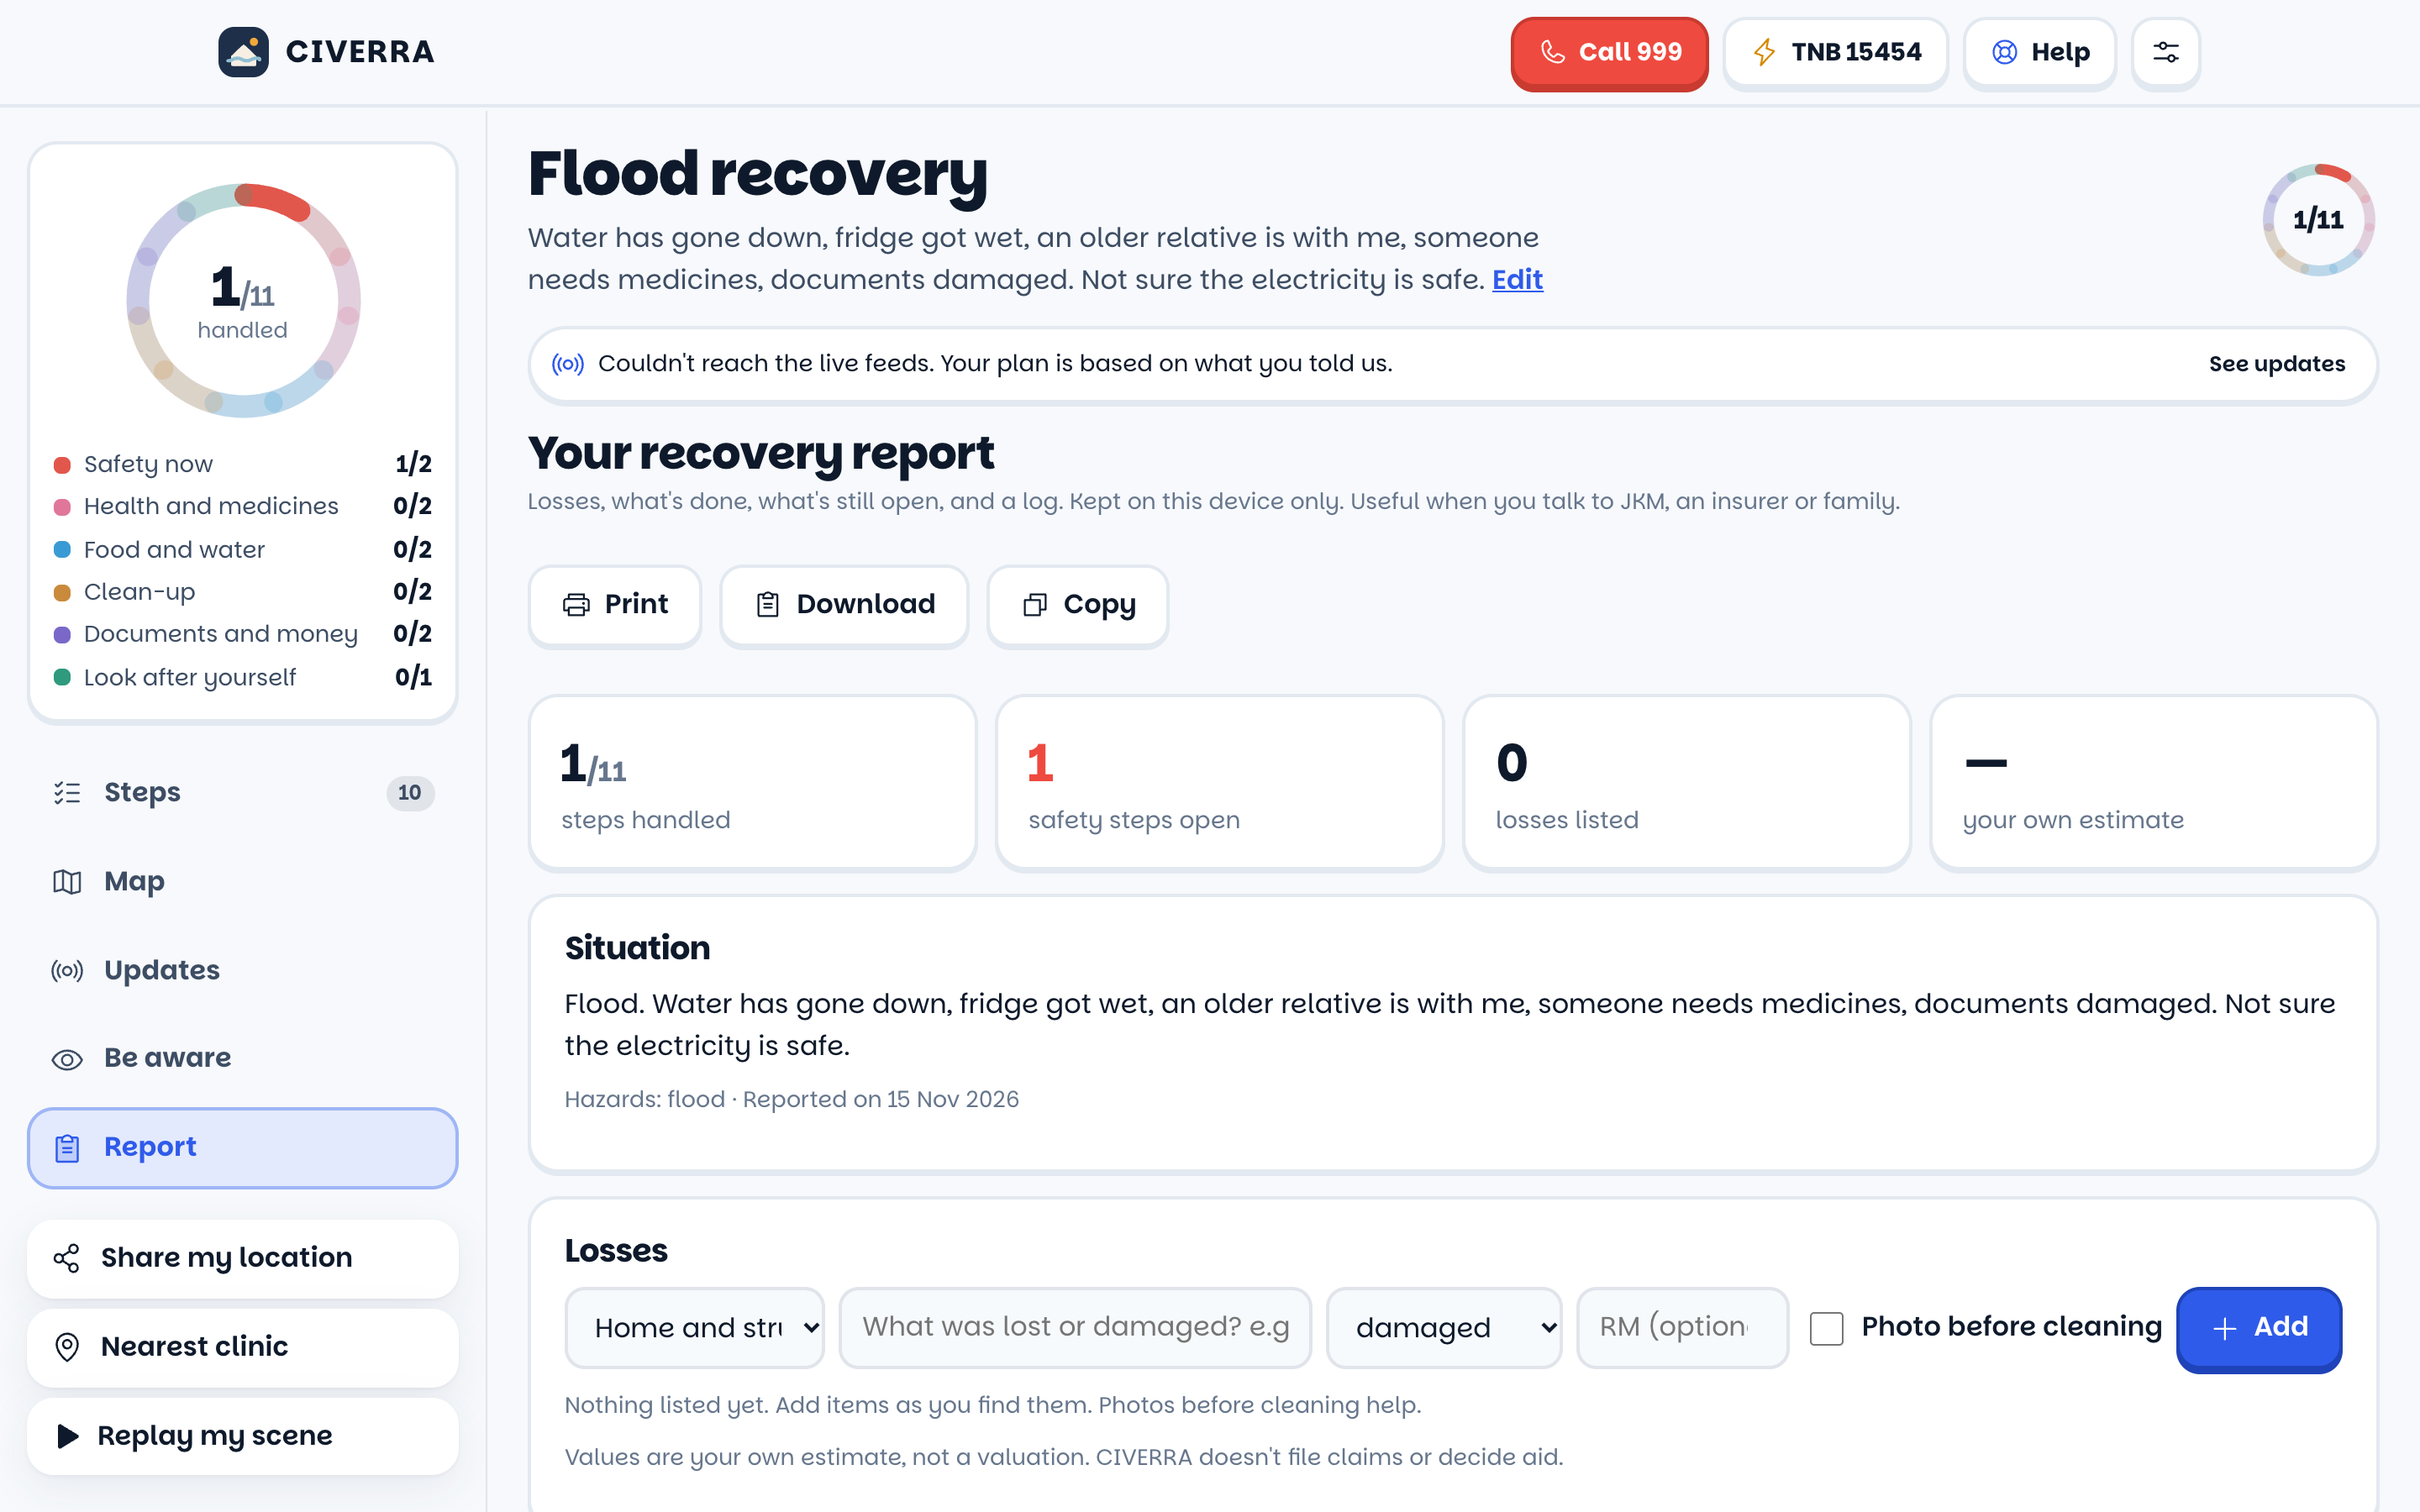 CIVERRA
Call 999
TNB 15454
Help
1/11
handled
Safety now 1/2
Health and medicines 0/2
Food and water 0/2
Clean-up 0/2
Documents and money 0/2
Look after yourself 0/1
Steps 10
Map
Updates
Be aware
Report
Share my location
Nearest clinic
Replay my scene
Flood recovery
Water has gone down, fridge got wet, an older relative is with me, someone
needs medicines, documents damaged. Not sure the electricity is safe. Edit
1/11
Couldn't reach the live feeds. Your plan is based on what you told us.
See updates
Your recovery report
Losses, what's done, what's still open, and a log. Kept on this device only. Useful when you talk to JKM, an insurer or family.
Print
Download
Copy
1/11
steps handled
1
safety steps open
0
losses listed
—
your own estimate
Situation
Flood. Water has gone down, fridge got wet, an older relative is with me, someone needs medicines, documents damaged. Not sure
the electricity is safe.
Hazards: flood · Reported on 15 Nov 2026
Losses
Home and stru
What was lost or damaged? e.g
damaged
RM (option
Photo before cleaning
Add
Nothing listed yet. Add items as you find them. Photos before cleaning help.
Values are your own estimate, not a valuation. CIVERRA doesn't file claims or decide aid.